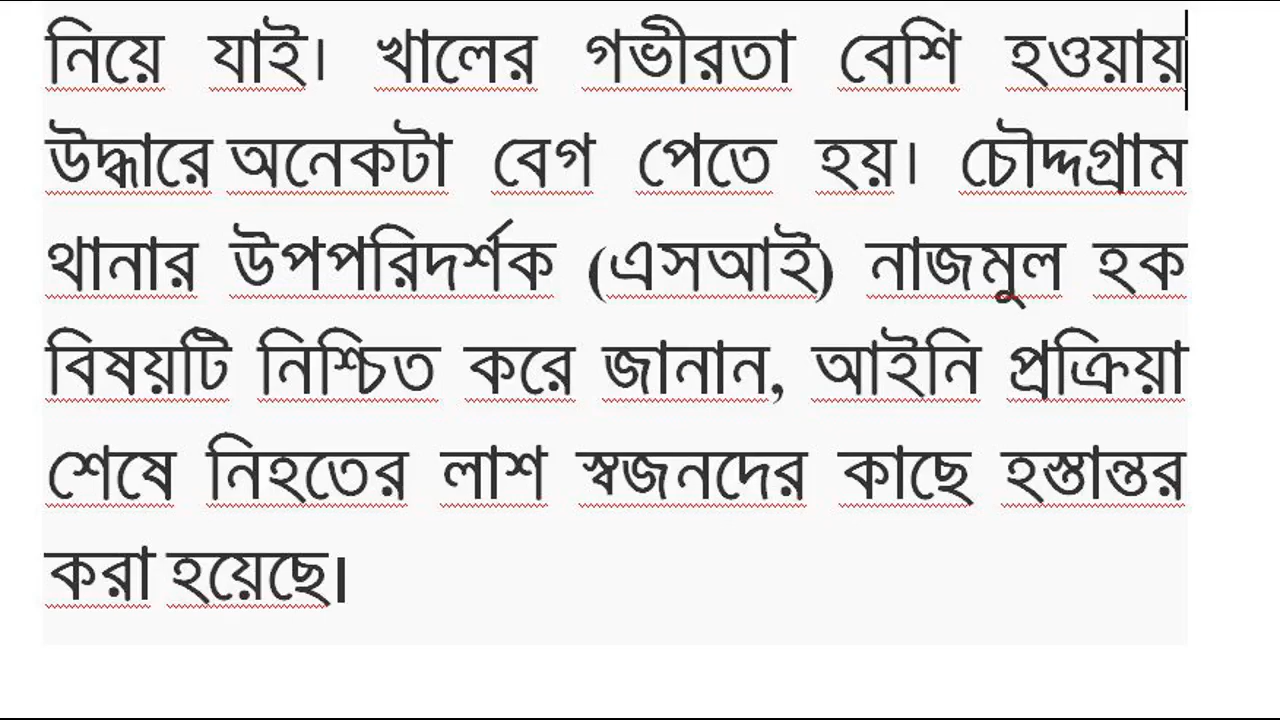 নিয়ে যাই। খালের গভীরতা বেশি হওয়ায়
উদ্ধারে অনেকটা বেগ পেতে হয়। চৌদ্দগ্রাম
থানার উপপরিদর্শক (এসআই) নাজমুল হক
বিষয়টি নিশ্চিত করে জানান, আইনি প্রক্রিয়া
শেষে নিহতের লাশ স্বজনদের কাছে হস্তান্তর
করা হয়েছে।